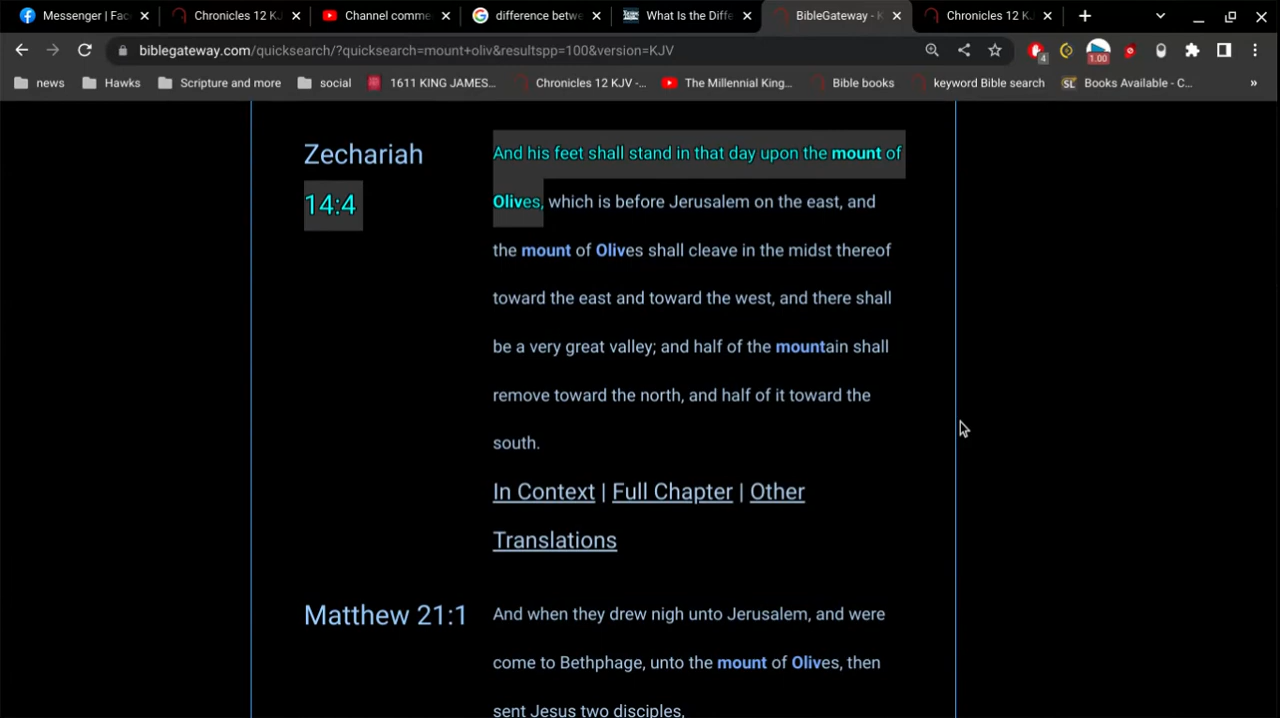 Messenger | Fac
Chronicles 12 KJ
Channel comme
difference betwe
What Is the Diffe
BibleGateway - K
Chronicles 12 KJ
biblegateway.com/quicksearch/?quicksearch=mount+oliv&resultspp=100&version=KJV
4
1.00
news
Hawks
Scripture and more
social
1611 KING JAMES...
Chronicles 12 KJV -...
The Millennial King...
Bible books
keyword Bible search
SL Books Available - C...
»
Zechariah
14:4
And his feet shall stand in that day upon the mount of
Olives, which is before Jerusalem on the east, and
the mount of Olives shall cleave in the midst thereof
toward the east and toward the west, and there shall
be a very great valley; and half of the mountain shall
remove toward the north, and half of it toward the
south.
In Context | Full Chapter | Other
Translations
Matthew 21:1
And when they drew nigh unto Jerusalem, and were
come to Bethphage, unto the mount of Olives, then
sent Jesus two disciples,